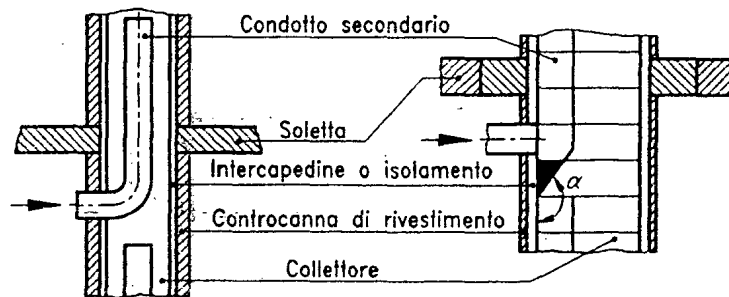 Condotto secondario
Soletta
Intercapedine o isolamento
α
Controcanna di rivestimento
Collettore